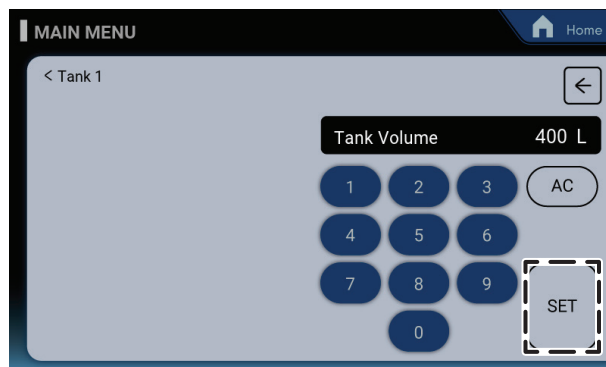 MAIN MENU
Home
< Tank 1
Tank Volume 400 L
1 2 3 AC
4 5 6
7 8 9
SET
0